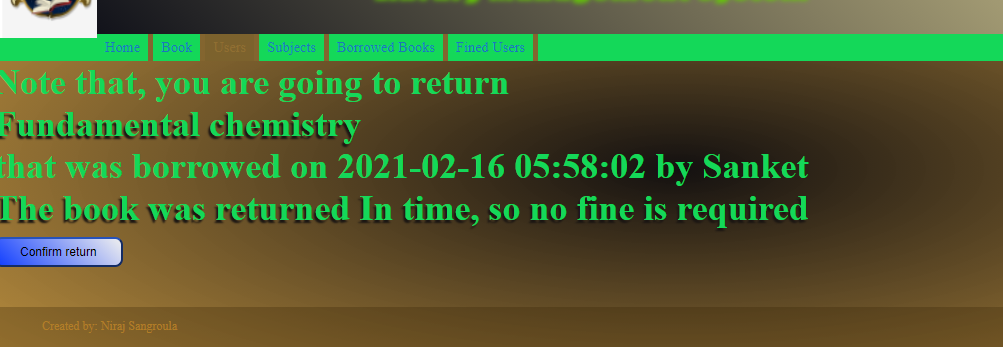 Home Book Users Subjects Borrowed Books Fined Users
Note that, you are going to return
Fundamental chemistry
that was borrowed on 2021-02-16 05:58:02 by Sanket
The book was returned In time, so no fine is required
Confirm return
Created by: Niraj Sangroula